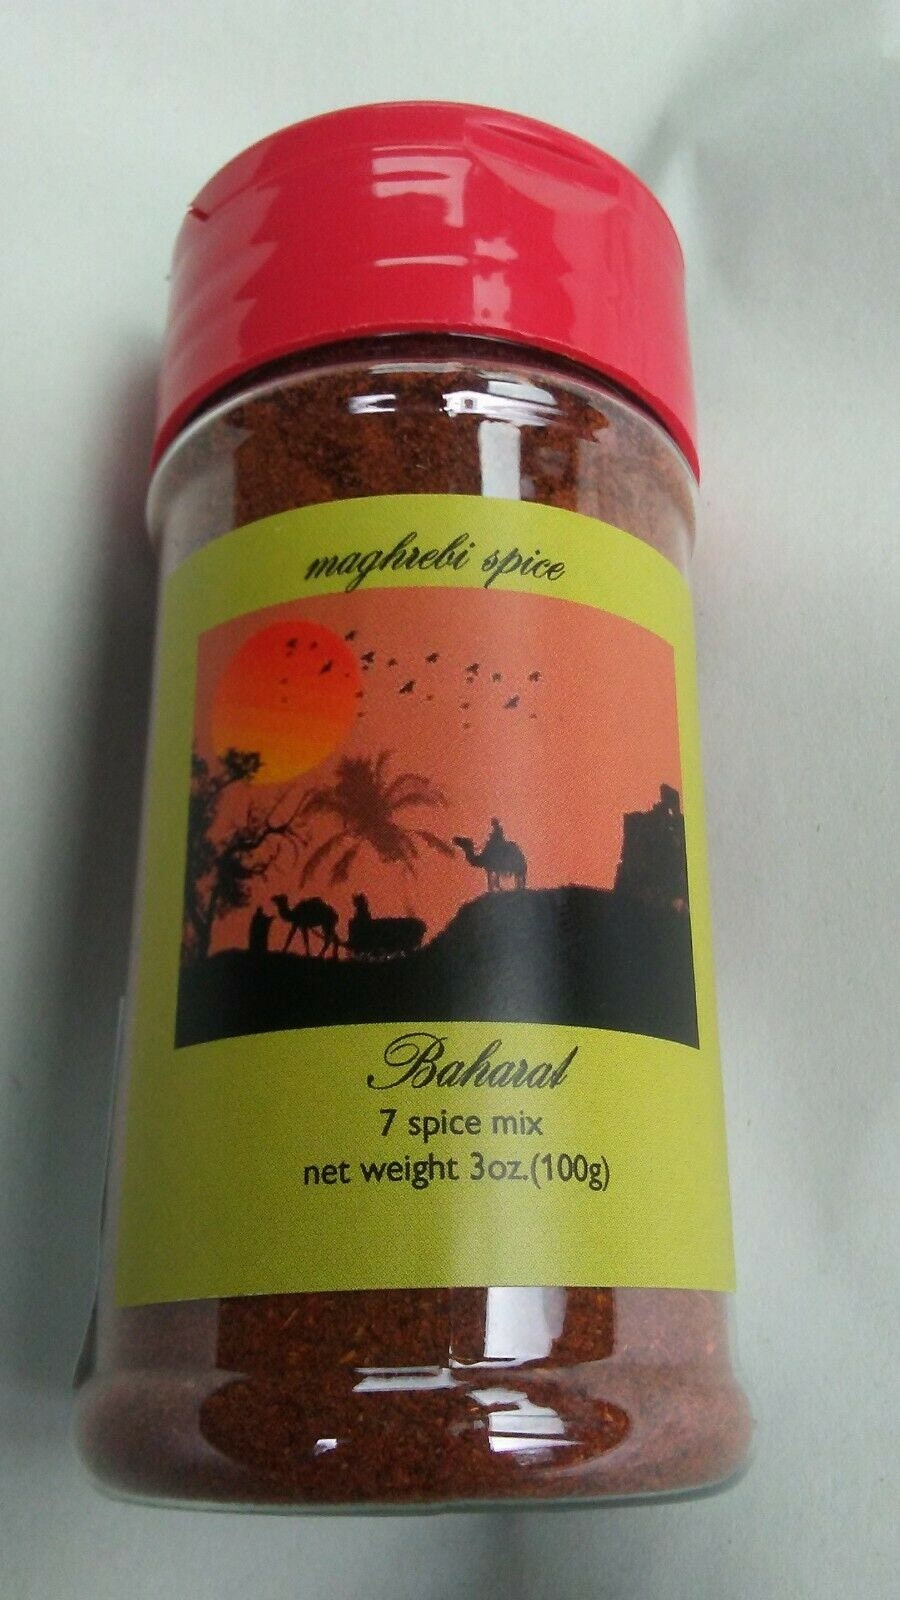 maghrebi spice
Baharat
7 spice mix
net weight 3oz.(100g)